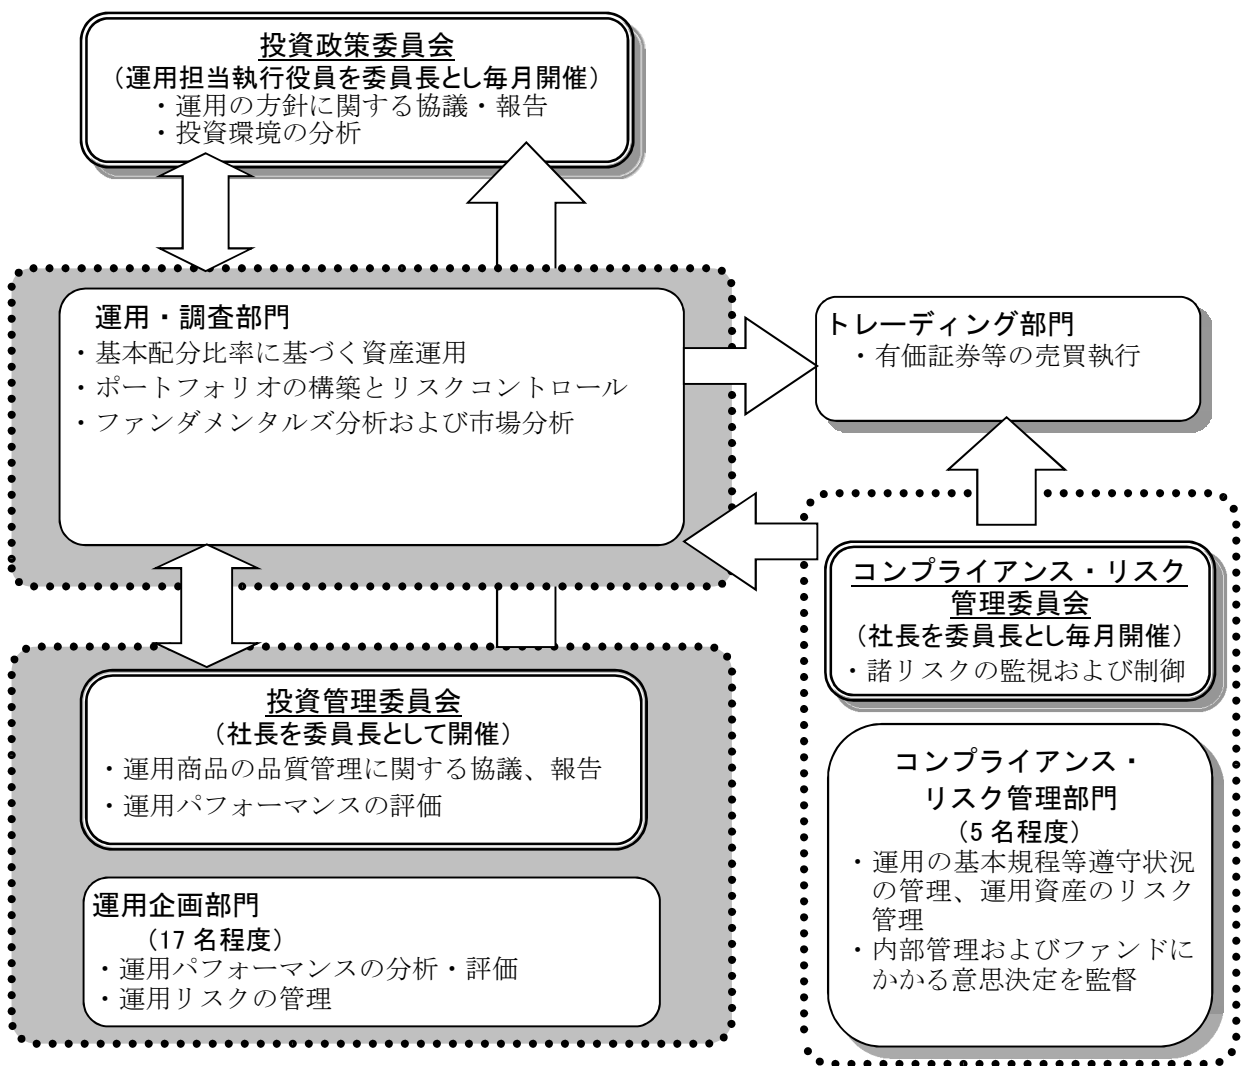 投資政策委員会
(運用担当執行役員を委員長とし毎月開催)
・運用の方針に関する協議・報告
・投資環境の分析
運用・調査部門
・基本配分比率に基づく資産運用
・ポートフォリオの構築とリスクコントロール
・ファンダメンタルズ分析および市場分析
トレーディング部門
・有価証券等の売買執行
コンプライアンス・リスク
管理委員会
(社長を委員長とし毎月開催)
・諸リスクの監視および制御
投資管理委員会
(社長を委員長として開催)
・運用商品の品質管理に関する協議、報告
・運用パフォーマンスの評価
運用企画部門
(17 名程度)
・運用パフォーマンスの分析・評価
・運用リスクの管理
コンプライアンス・
リスク管理部門
(5 名程度)
・運用の基本規程等遵守状況
の管理、運用資産のリスク
管理
・内部管理およびファンドに
かかる意思決定を監督